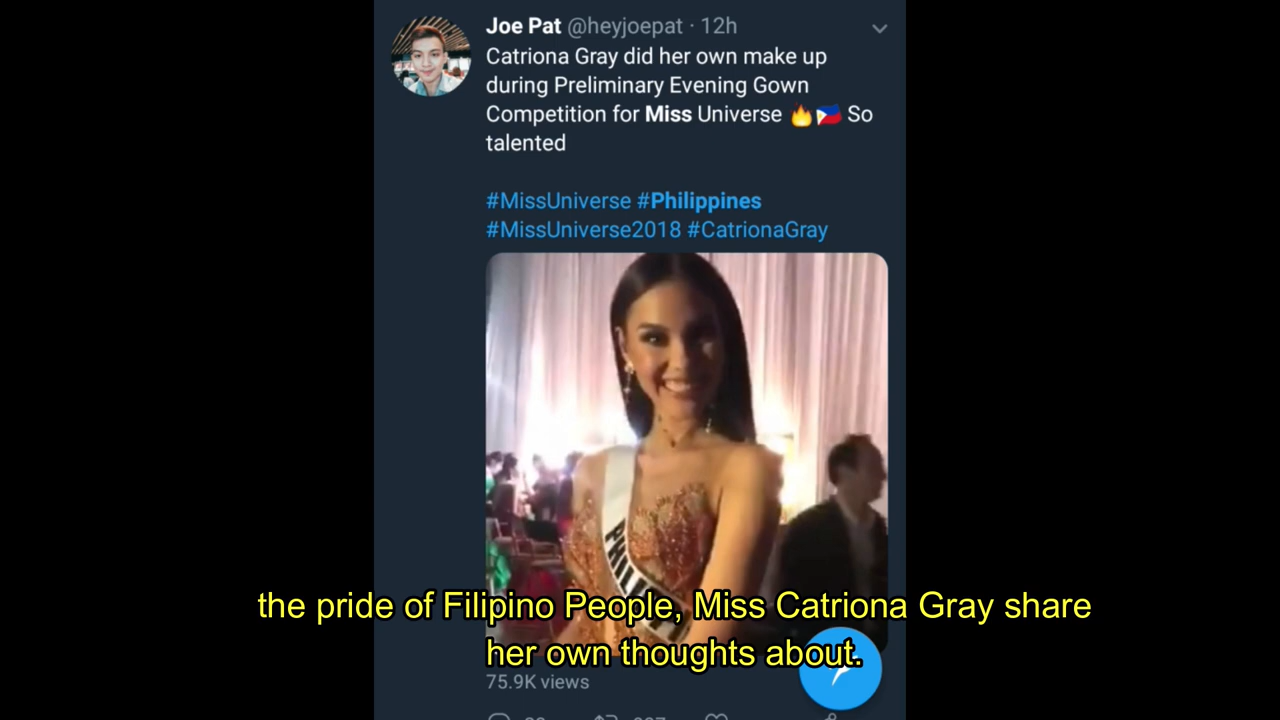 Joe Pat @heyjoepat · 12h
Catriona Gray did her own make up
during Preliminary Evening Gown
Competition for Miss Universe 🔥🇵🇭 So
talented
#MissUniverse #Philippines
#MissUniverse2018 #CatrionaGray
the pride of Filipino People, Miss Catriona Gray share
her own thoughts about.
75.9K views